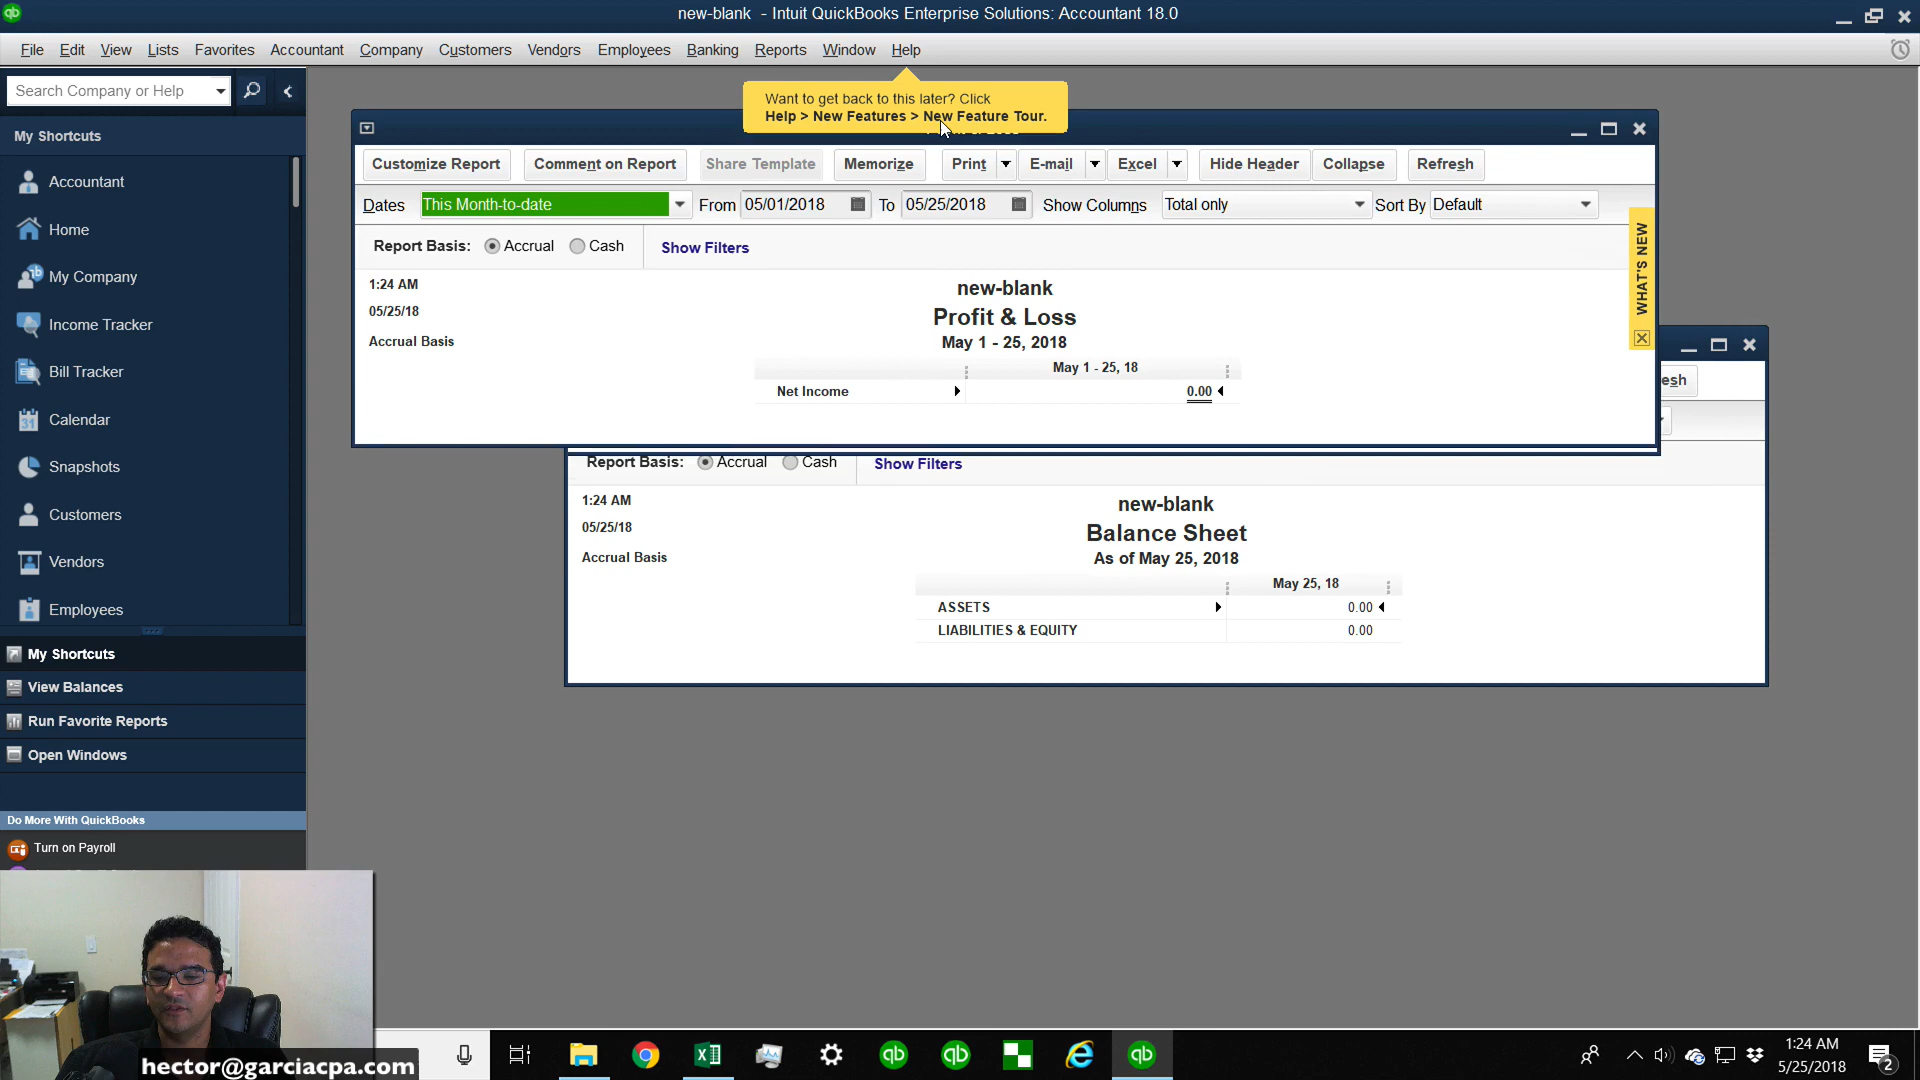 new-blank - Intuit QuickBooks Enterprise Solutions: Accountant 18.0
File Edit View Lists Favorites Accountant Company Customers Vendors Employees Banking Reports Window Help
Search Company or Help
Want to get back to this later? Click
Help > New Features > New Feature Tour.
My Shortcuts
Accountant
Home
My Company
Income Tracker
Bill Tracker
Calendar
31
Snapshots
Customers
Vendors
Employees
My Shortcuts
View Balances
Run Favorite Reports
Open Windows
Do More With QuickBooks
Turn on Payroll
Customize Report Comment on Report Share Template Memorize Print E-mail Excel Hide Header Collapse Refresh
Dates This Month-to-date From 05/01/2018 To 05/25/2018 Show Columns Total only Sort By Default
Report Basis: Accrual Cash Show Filters
WHAT'S NEW
1:24 AM
05/25/18
Accrual Basis
new-blank
Profit & Loss
May 1 - 25, 2018
May 1 - 25, 18
Net Income 0.00
esh
Report Basis: Accrual Cash Show Filters
1:24 AM
05/25/18
Accrual Basis
new-blank
Balance Sheet
As of May 25, 2018
May 25, 18
ASSETS 0.00
LIABILITIES & EQUITY 0.00
hector@garciacpa.com
1:24 AM
5/25/2018
2